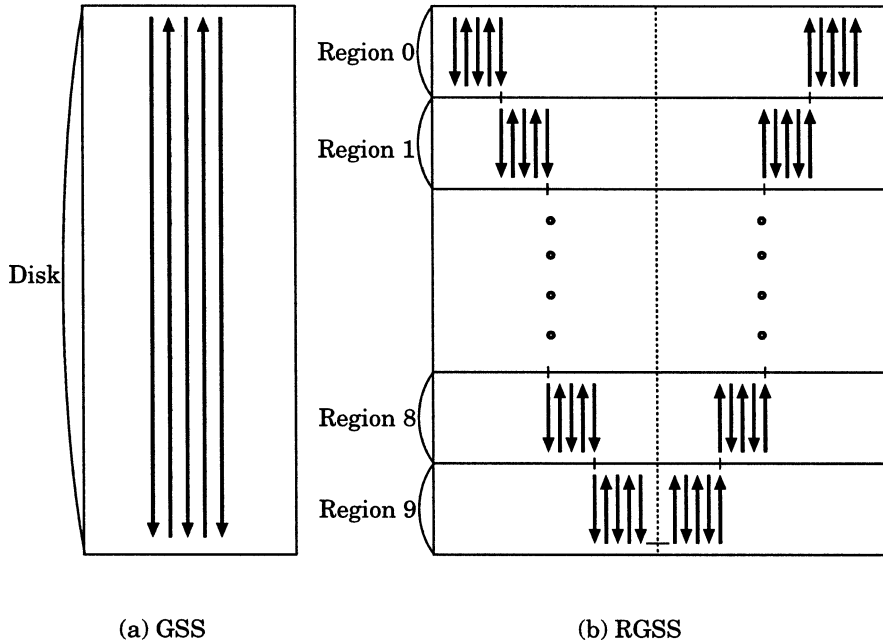 Disk
(a) GSS
Region 0
Region 1
Region 8
Region 9
(b) RGSS